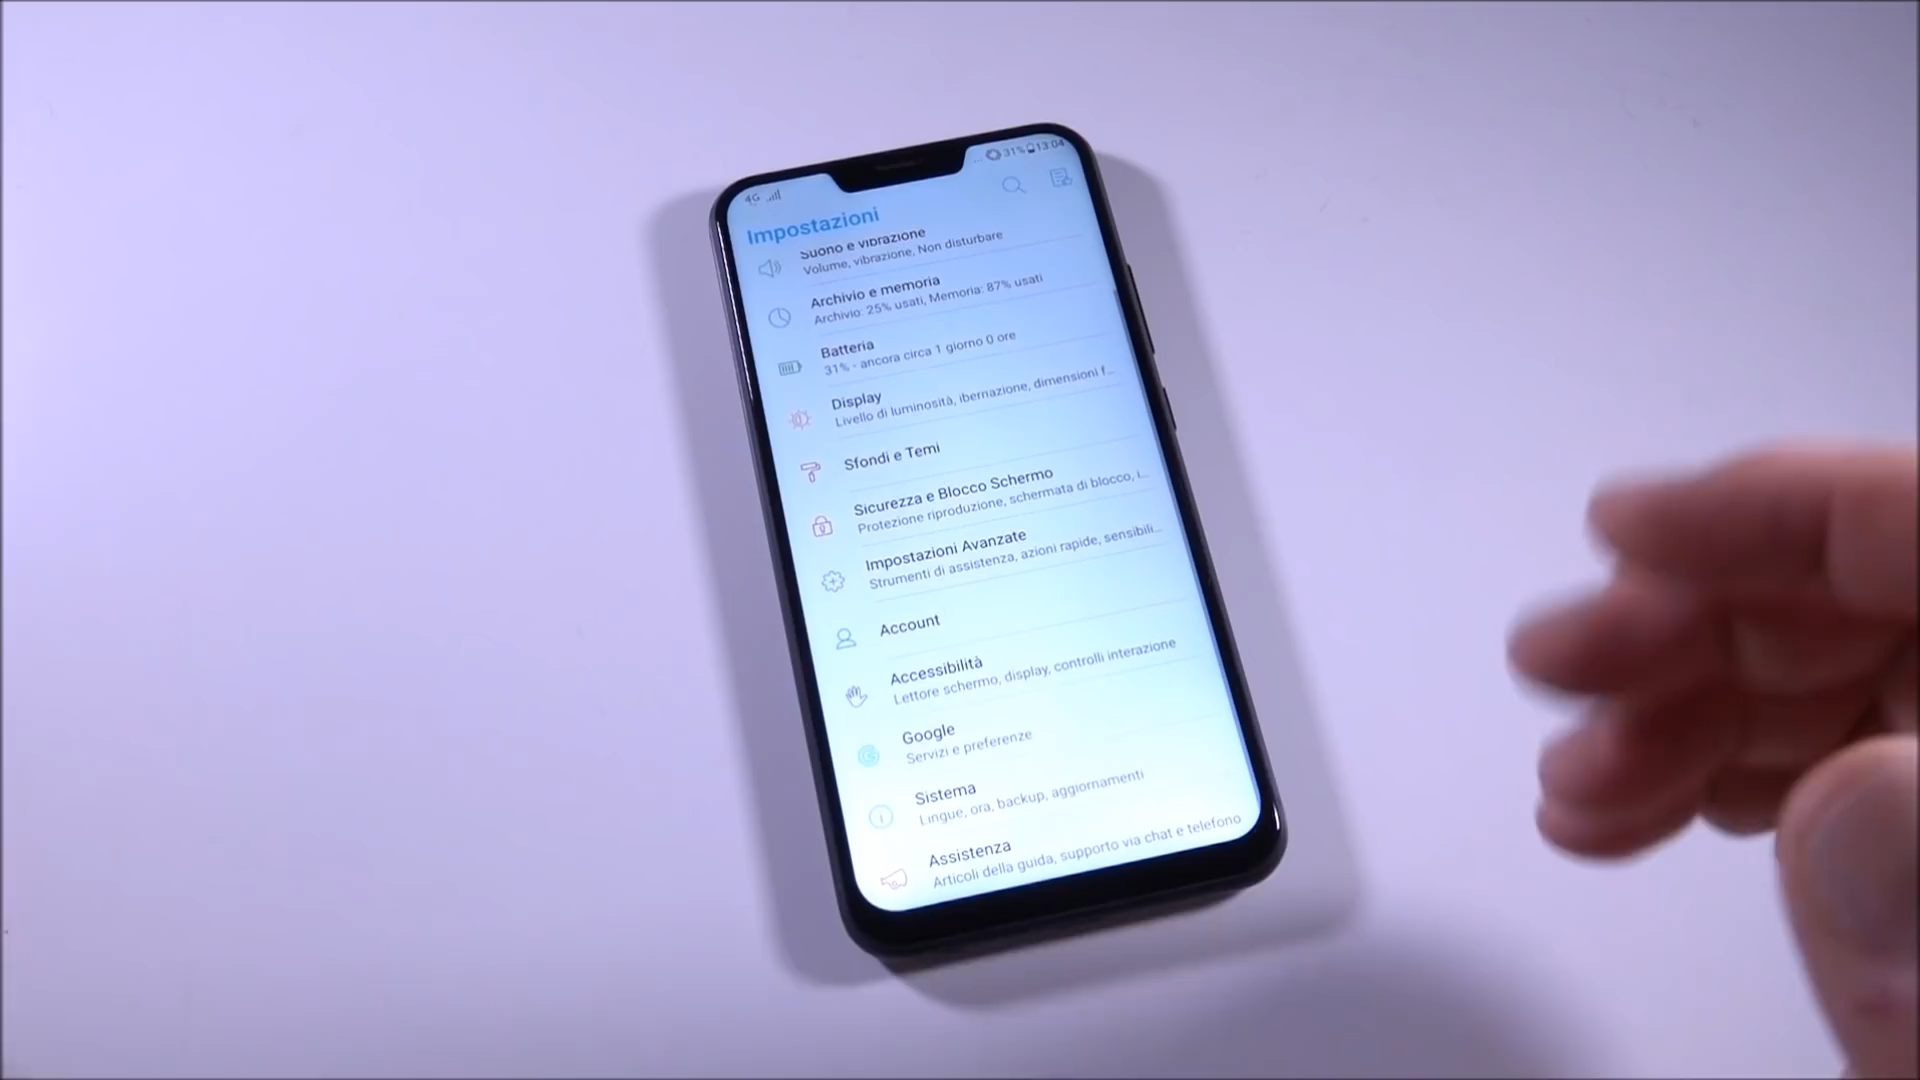 4G
31% 13:04
Impostazioni
Suono e vibrazione
Volume, vibrazione, Non disturbare
Archivio e memoria
Archivio: 25% usati, Memoria: 87% usati
Batteria
31% - ancora circa 1 giorno 0 ore
Display
Livello di luminosità, ibernazione, dimensioni f...
Sfondi e Temi
Sicurezza e Blocco Schermo
Protezione riproduzione, schermata di blocco, i...
Impostazioni Avanzate
Strumenti di assistenza, azioni rapide, sensibili...
Account
Accessibilità
Lettore schermo, display, controlli interazione
Google
Servizi e preferenze
Sistema
Lingue, ora, backup, aggiornamenti
Assistenza
Articoli della guida, supporto via chat e telefono